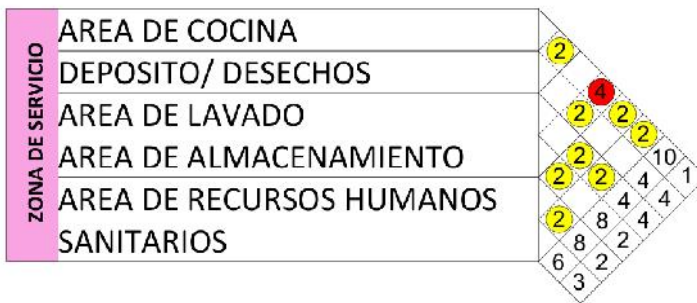 ZONA DE SERVICIO
AREA DE COCINA
DEPOSITO/ DESECHOS
AREA DE LAVADO
AREA DE ALMACENAMIENTO
AREA DE RECURSOS HUMANOS
SANITARIOS
2
4
2 2
2
2 10
2 2 4 1
4 4
2 8 4
8 2
6 2
3